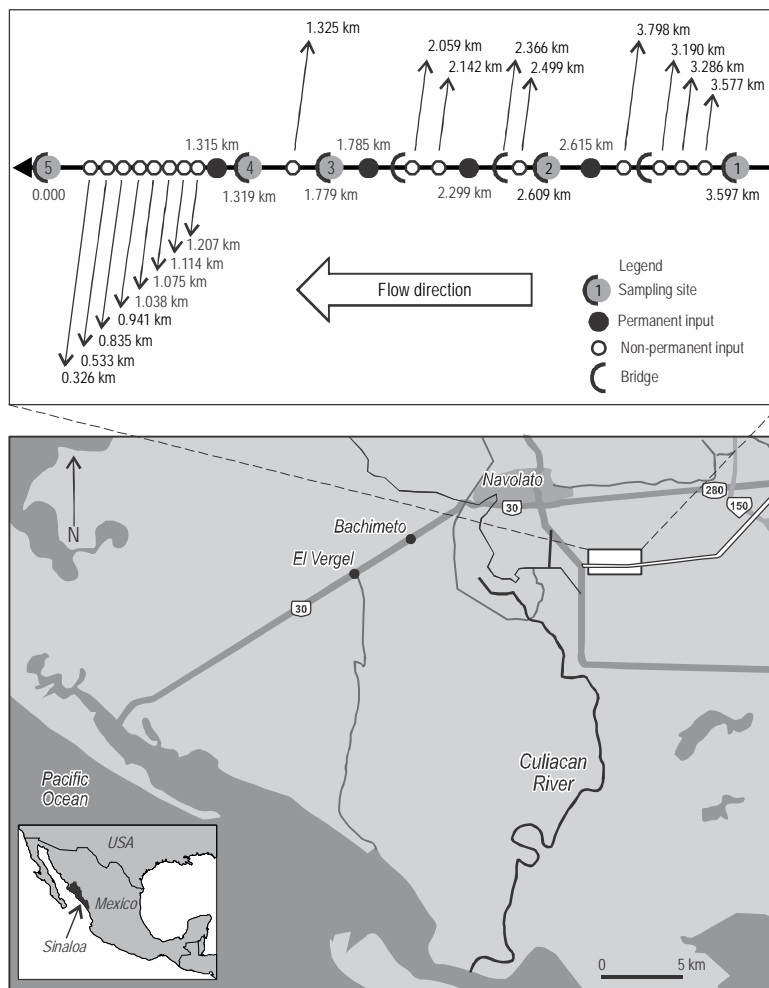 1.325 km
2.059 km
2.142 km
2.366 km
2.499 km
3.798 km
3.190 km
3.286 km
3.577 km
1.315 km
1.785 km
2.615 km
5
4
3
2
1
0.000
1.319 km
1.779 km
2.299 km
2.609 km
3.597 km
1.207 km
1.114 km
1.075 km
1.038 km
0.941 km
0.835 km
0.533 km
0.326 km
Flow direction
Legend
1 Sampling site
Permanent input
Non-permanent input
Bridge
N
Navolato
280
30
150
Bachimeto
El Vergel
30
Culiacan
River
Pacific
Ocean
USA
Mexico
Sinaloa
0 5 km